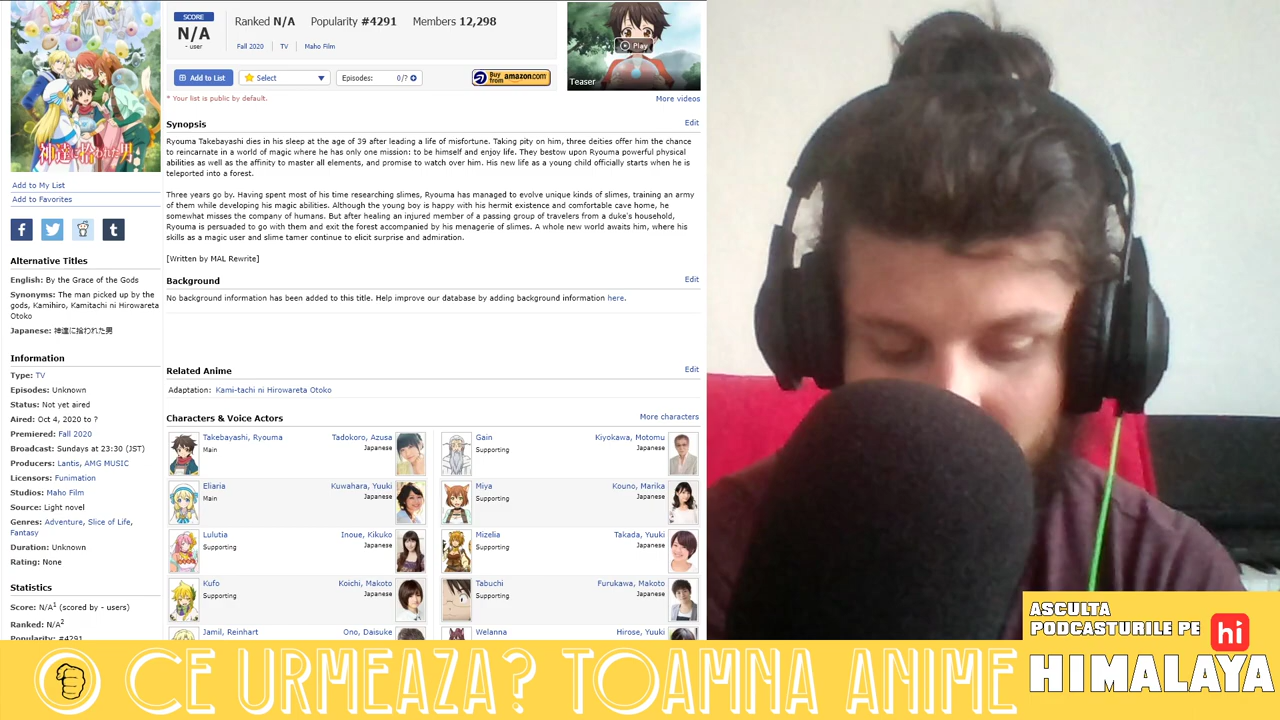 SCORE
N/A
- user
Ranked N/A Popularity #4291 Members 12,298
Fall 2020 TV Maho Film
Add to List Select Episodes: 0/? Buy from amazon.com
* Your list is public by default.
Play
Teaser
More videos
神達に拾われた男
Add to My List
Add to Favorites
Alternative Titles
English: By the Grace of the Gods
Synonyms: The man picked up by the
gods, Kamihiro, Kamitachi ni Hirowareta
Otoko
Japanese: 神達に拾われた男
Information
Type: TV
Episodes: Unknown
Status: Not yet aired
Aired: Oct 4, 2020 to ?
Premiered: Fall 2020
Broadcast: Sundays at 23:30 (JST)
Producers: Lantis, AMG MUSIC
Licensors: Funimation
Studios: Maho Film
Source: Light novel
Genres: Adventure, Slice of Life,
Fantasy
Duration: Unknown
Rating: None
Statistics
Score: N/A1 (scored by - users)
Ranked: N/A2
Popularity: #4291
Synopsis Edit
Ryouma Takebayashi dies in his sleep at the age of 39 after leading a life of misfortune. Taking pity on him, three deities offer him the chance
to reincarnate in a world of magic where he has only one mission: to be himself and enjoy life. They bestow upon Ryouma powerful physical
abilities as well as the affinity to master all elements, and promise to watch over him. His new life as a young child officially starts when he is
teleported into a forest.
Three years go by. Having spent most of his time researching slimes, Ryouma has managed to evolve unique kinds of slimes, training an army
of them while developing his magic abilities. Although the young boy is happy with his hermit existence and comfortable cave home, he
somewhat misses the company of humans. But after healing an injured member of a passing group of travelers from a duke's household,
Ryouma is persuaded to go with them and exit the forest accompanied by his menagerie of slimes. A whole new world awaits him, where his
skills as a magic user and slime tamer continue to elicit surprise and admiration.
[Written by MAL Rewrite]
Background Edit
No background information has been added to this title. Help improve our database by adding background information here.
Related Anime Edit
Adaptation: Kami-tachi ni Hirowareta Otoko
Characters & Voice Actors More characters
Takebayashi, Ryouma Tadokoro, Azusa Gain Kiyokawa, Motomu
Main Japanese Supporting Japanese
Eliaria Kuwahara, Yuuki Miya Kouno, Marika
Main Japanese Supporting Japanese
Lulutia Inoue, Kikuko Mizelia Takada, Yuuki
Supporting Japanese Supporting Japanese
Kufo Koichi, Makoto Tabuchi Furukawa, Makoto
Supporting Japanese Supporting Japanese
Jamil, Reinhart Ono, Daisuke Welanna Hirose, Yuuki
CE URMEAZA? TOAMNA ANIME
ASCULTA
PODCASTURILE PE hi
HIMALAYA